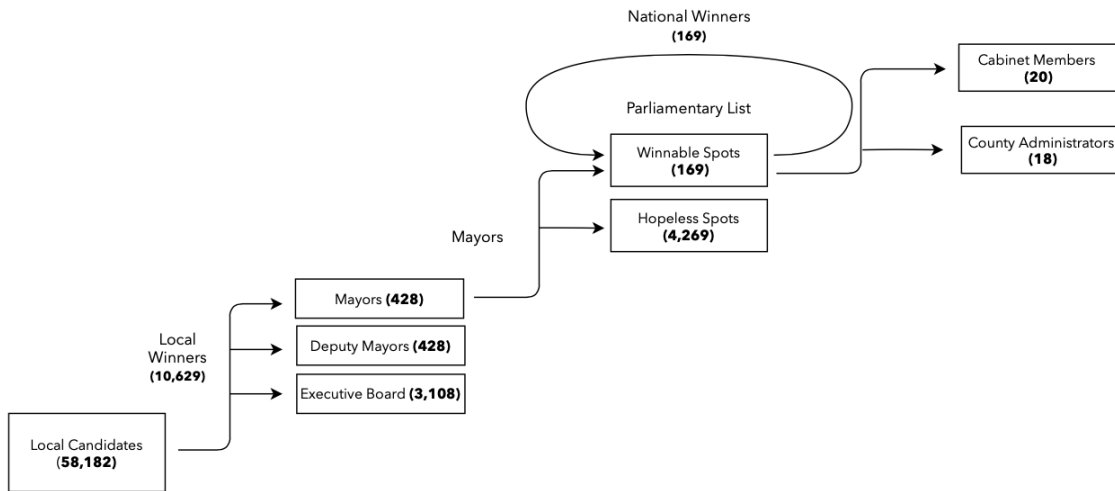 National Winners
(169)
Cabinet Members
(20)
Parliamentary List
Winnable Spots
(169)
County Administrators
(18)
Hopeless Spots
(4,269)
Mayors
Mayors (428)
Local
Winners
(10,629)
Deputy Mayors (428)
Executive Board (3,108)
Local Candidates
(58,182)